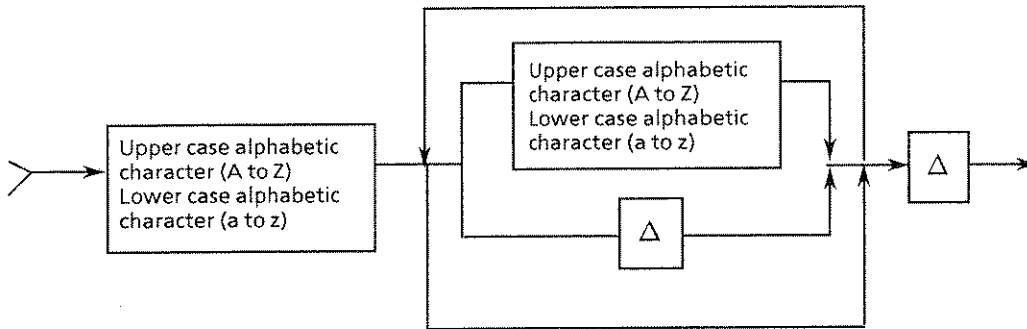 Upper case alphabetic
character (A to Z)
Lower case alphabetic
character (a to z)
Upper case alphabetic
character (A to Z)
Lower case alphabetic
character (a to z)
Δ
Δ